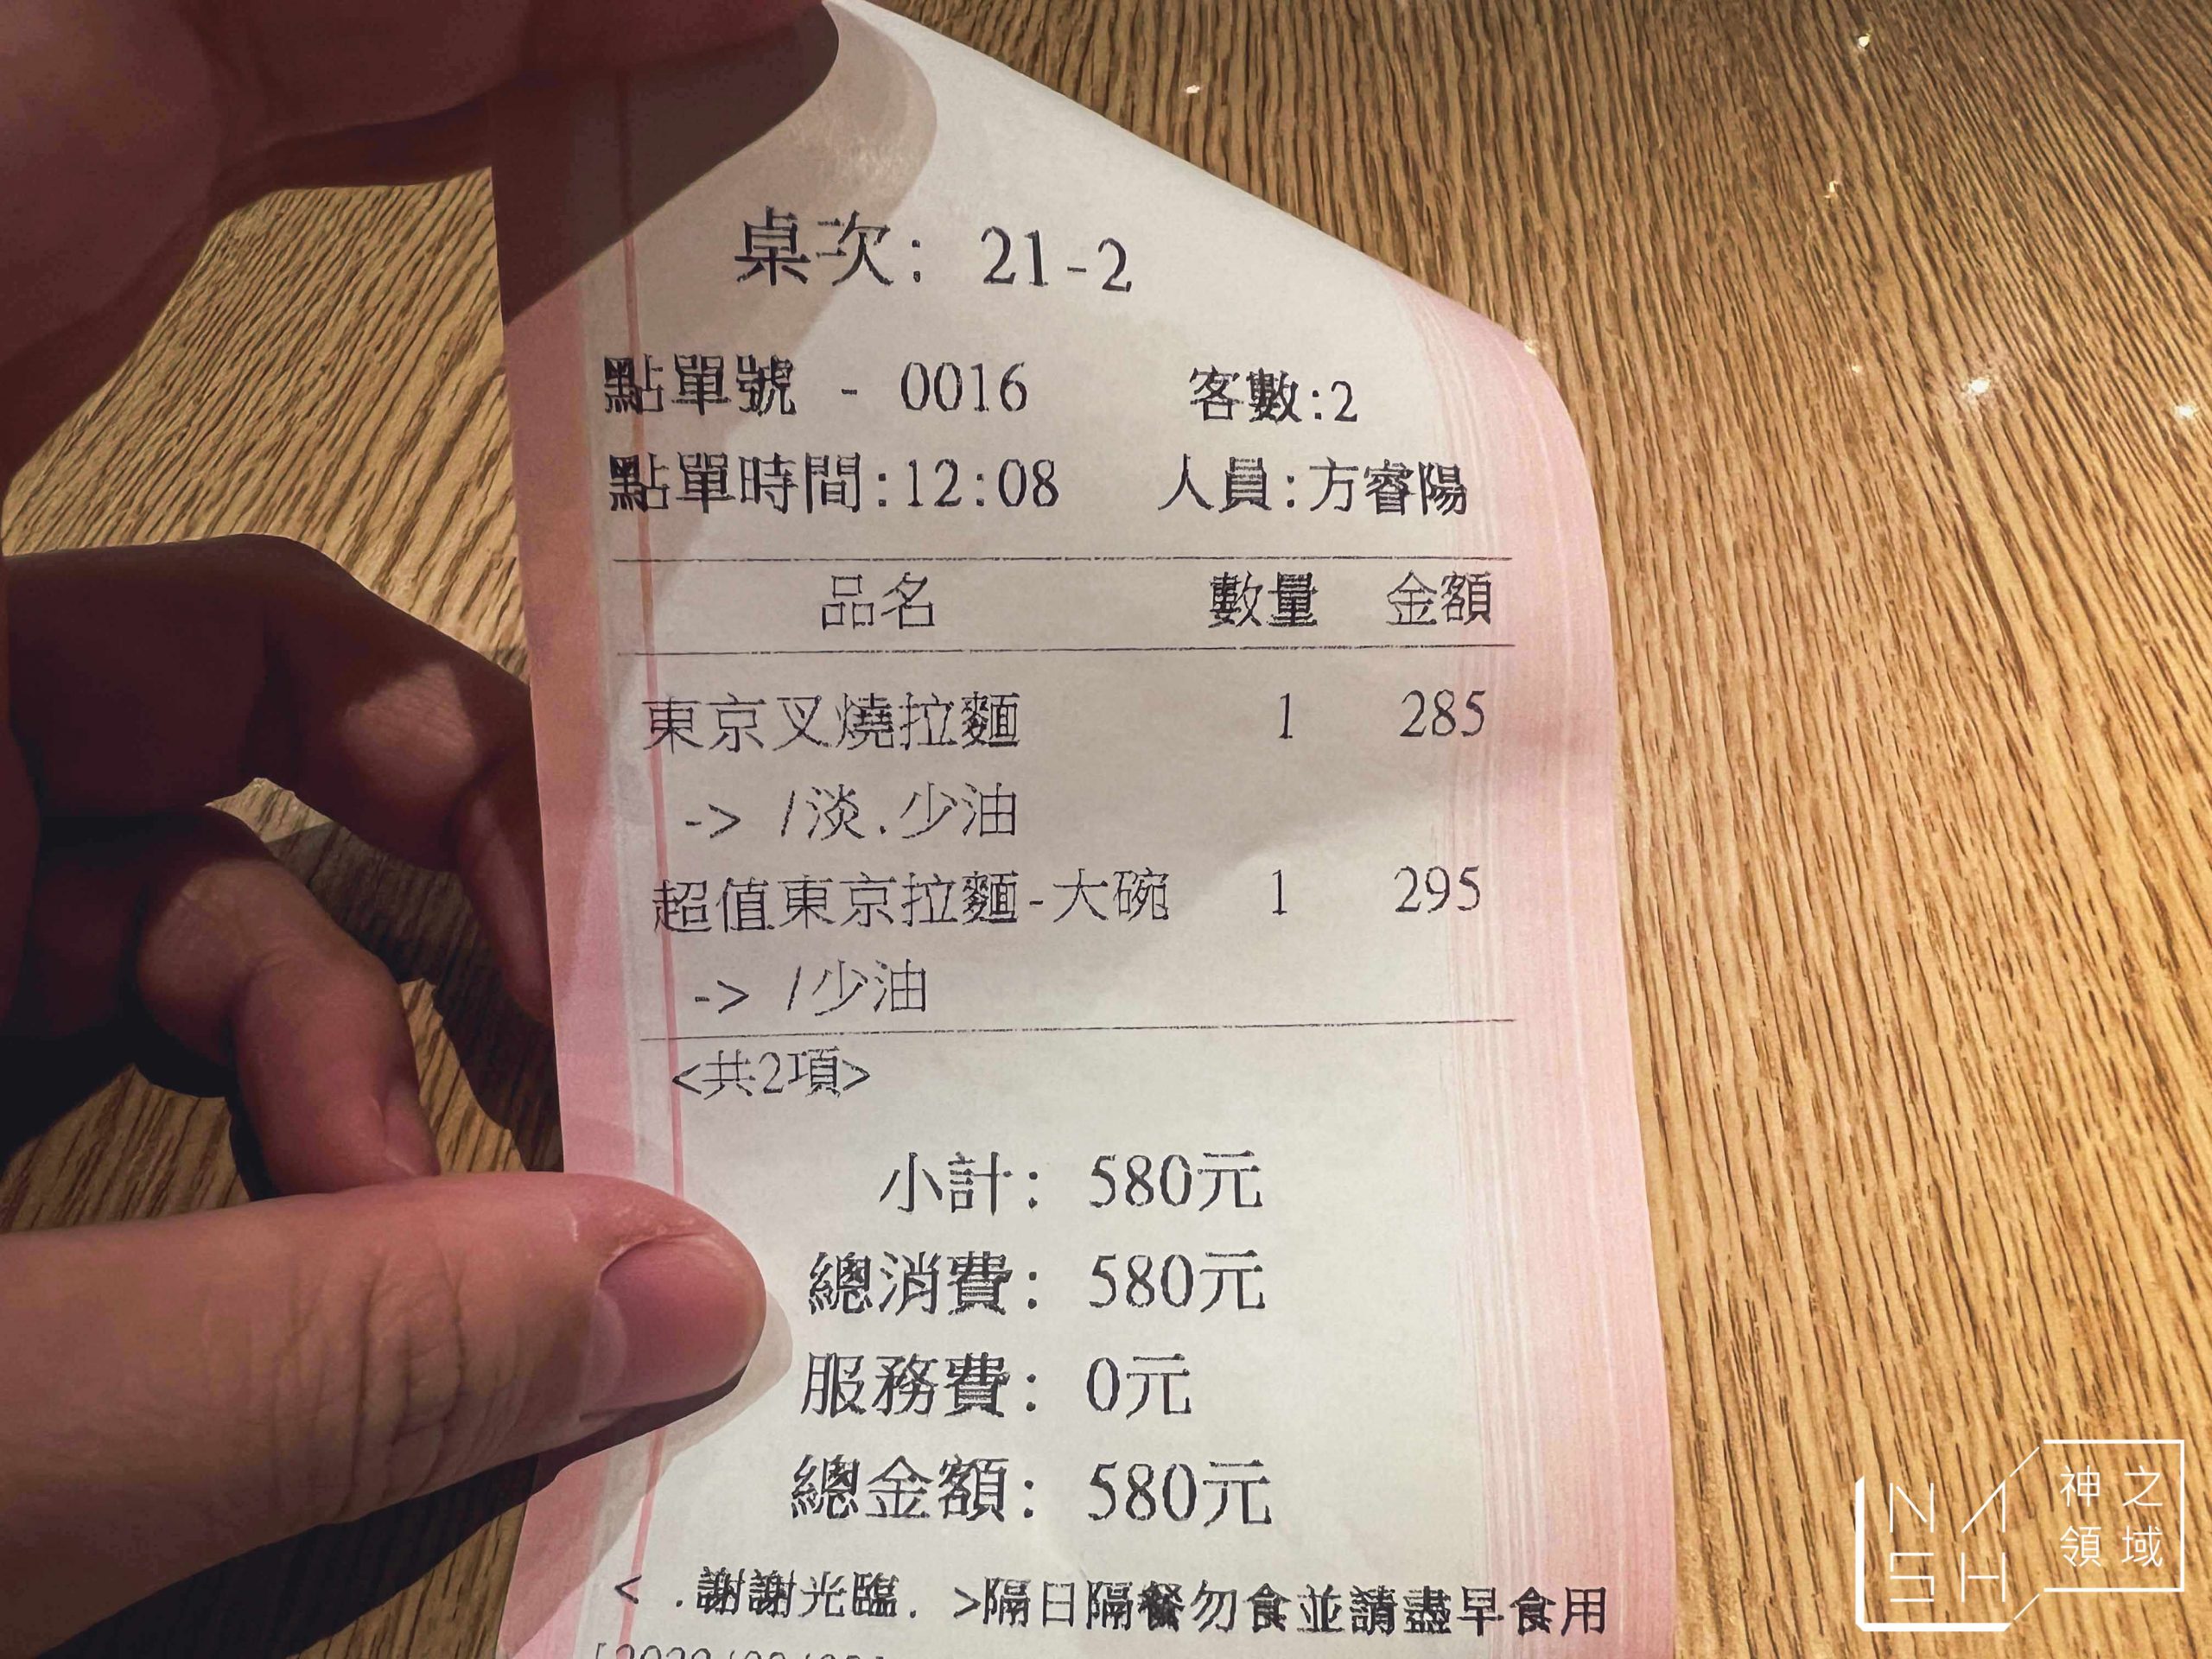 桌次: 21-2
點單號 - 0016 客數:2
點單時間:12:08 人員:方睿陽
品名 數量 金額
東京叉燒拉麵 1 285
-> /淡.少油
超值東京拉麵-大碗 1 295
-> /少油
<共2項>
小計: 580元
總消費: 580元
服務費: 0元
總金額: 580元
< .謝謝光臨. >隔日隔餐勿食並請盡早食用
NASH
神之
領域